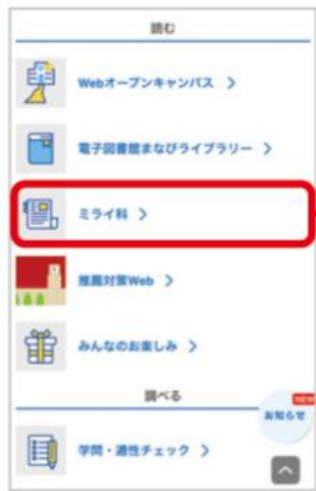 読む
Webオープンキャンパス >
電子図書館まなびライブラリー >
ミライ科 >
推薦対策Web >
みんなのお楽しみ >
調べる
NEW
お知らせ
学問・適性チェック >